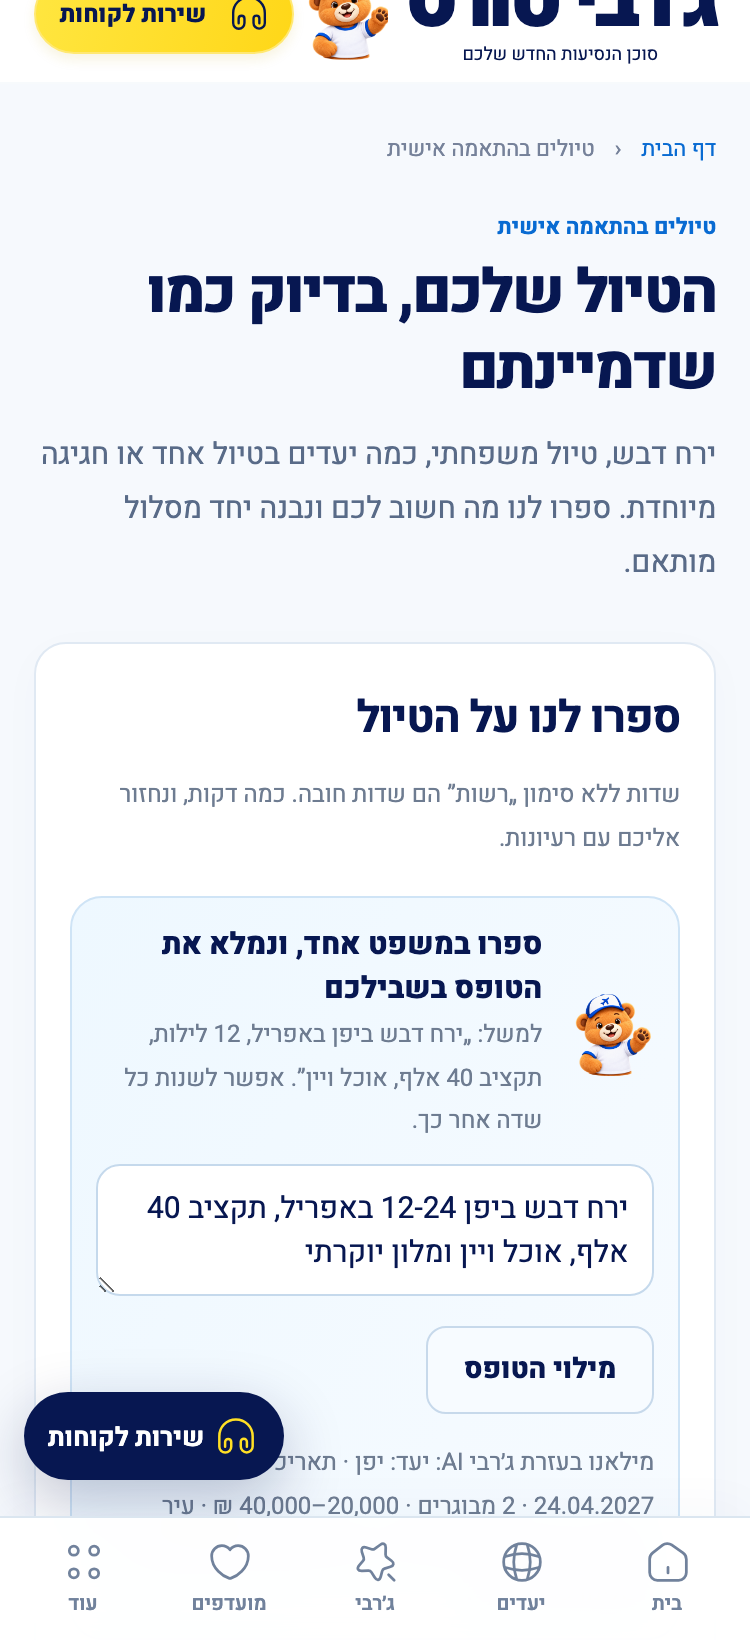 ג'רבי טורס
סוכן הנסיעות החדש שלכם
שירות לקוחות
דף הבית › טיולים בהתאמה אישית
טיולים בהתאמה אישית
הטיול שלכם, בדיוק כמו
שדמיינתם
ירח דבש, טיול משפחתי, כמה יעדים בטיול אחד או חגיגה
מיוחדת. ספרו לנו מה חשוב לכם ונבנה יחד מסלול
מותאם.
ספרו לנו על הטיול
שדות ללא סימון „רשות” הם שדות חובה. כמה דקות, ונחזור
אליכם עם רעיונות.
ספרו במשפט אחד, ונמלא את
הטופס בשבילכם
למשל: „ירח דבש ביפן באפריל, 12 לילות,
תקציב 40 אלף, אוכל ויין”. אפשר לשנות כל
שדה אחר כך.
ירח דבש ביפן 12-24 באפריל, תקציב 40
אלף, אוכל ויין ומלון יוקרתי
מילוי הטופס
שירות לקוחות
מילאנו בעזרת ג'רבי AI: יעד: יפן · תאריכ
24.04.2027 · 2 מבוגרים · 20,000–40,000 ₪ · עיר
בית
יעדים
ג'רבי
מועדפים
עוד